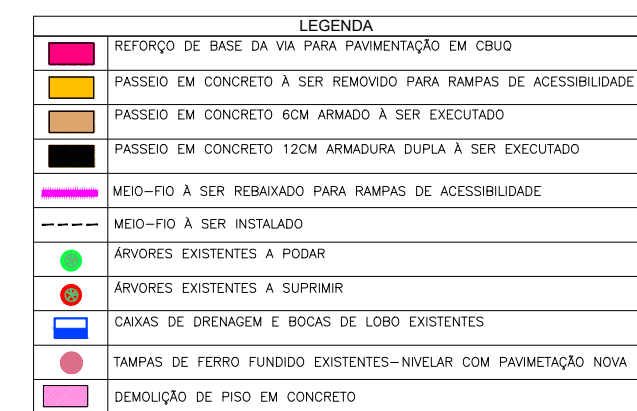 LEGENDA
REFORÇO DE BASE DA VIA PARA PAVIMENTAÇÃO EM CBUQ
PASSEIO EM CONCRETO À SER REMOVIDO PARA RAMPAS DE ACESSIBILIDADE
PASSEIO EM CONCRETO 6CM ARMADO À SER EXECUTADO
PASSEIO EM CONCRETO 12CM ARMADURA DUPLA À SER EXECUTADO
MEIO-FIO À SER REBAIXADO PARA RAMPAS DE ACESSIBILIDADE
MEIO-FIO À SER INSTALADO
ÁRVORES EXISTENTES A PODAR
ÁRVORES EXISTENTES A SUPRIMIR
CAIXAS DE DRENAGEM E BOCAS DE LOBO EXISTENTES
TAMPAS DE FERRO FUNDIDO EXISTENTES-NIVELAR COM PAVIMETAÇÃO NOVA
DEMOLIÇÃO DE PISO EM CONCRETO